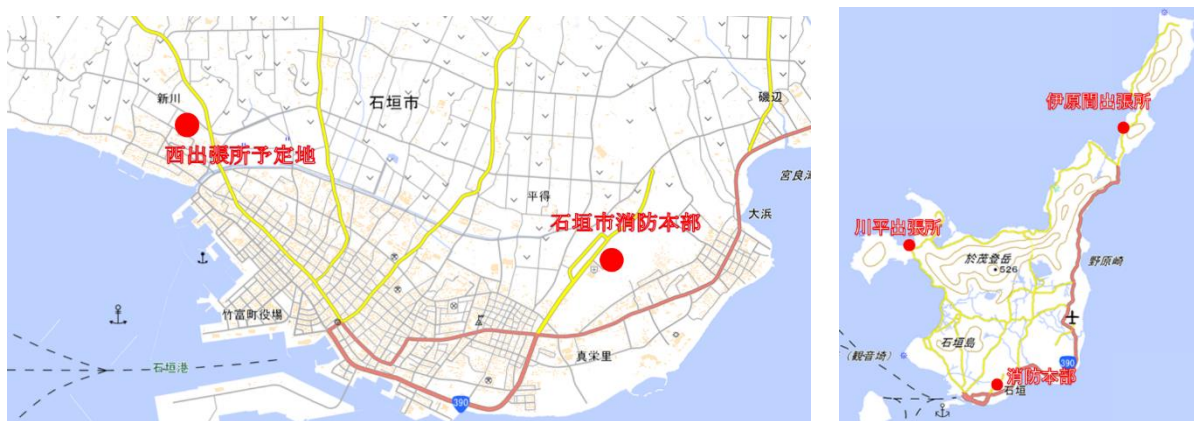 新川
石垣市
磯辺
西出張所予定地
宮良湾
平得
大浜
石垣市消防本部
竹富町役場
真栄里
石垣港
390
伊原間出張所
川平出張所
於茂登岳
526
野原崎
石垣島
(観音埼)
390
消防本部
石垣